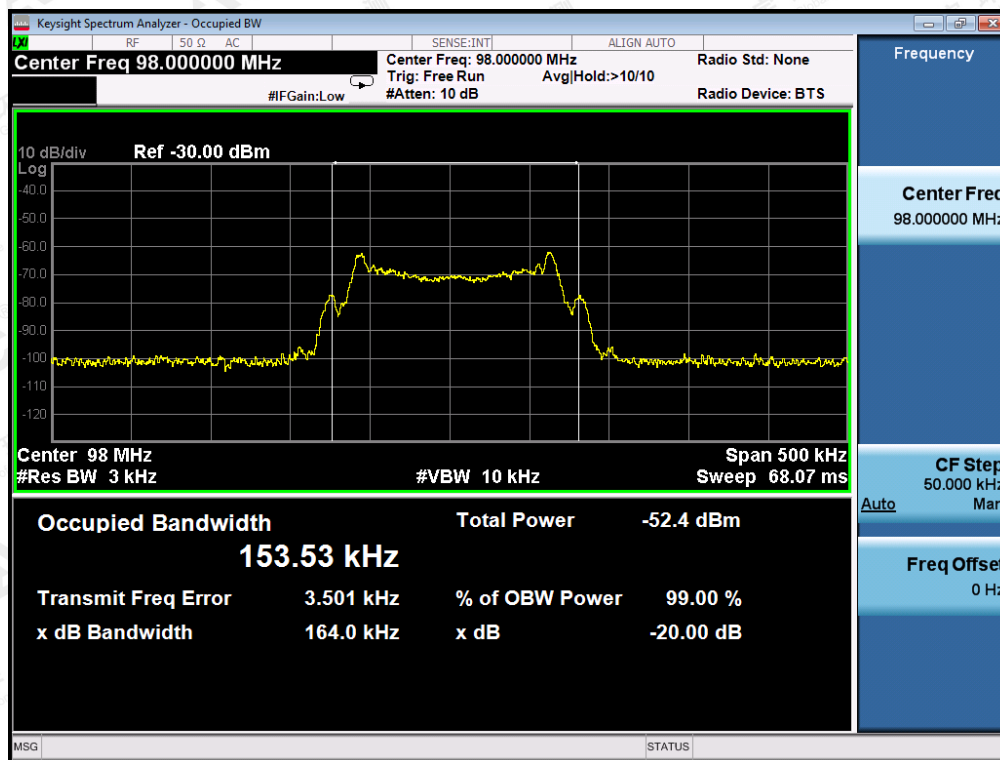 Keysight Spectrum Analyzer - Occupied BW
LXI RF 50 Ω AC SENSE:INT ALIGN AUTO
Center Freq 98.000000 MHz
Center Freq: 98.000000 MHz Radio Std: None
Trig: Free Run Avg|Hold:>10/10
#IFGain:Low #Atten: 10 dB Radio Device: BTS
10 dB/div Ref -30.00 dBm
Log
-40.0
-50.0
-60.0
-70.0
-80.0
-90.0
-100
-110
-120
Center 98 MHz Span 500 kHz
#Res BW 3 kHz #VBW 10 kHz Sweep 68.07 ms
Occupied Bandwidth Total Power -52.4 dBm
153.53 kHz
Transmit Freq Error 3.501 kHz % of OBW Power 99.00 %
x dB Bandwidth 164.0 kHz x dB -20.00 dB
MSG STATUS
Frequency
Center Freq
98.000000 MHz
CF Step
50.000 kHz
Auto Man
Freq Offset
0 Hz